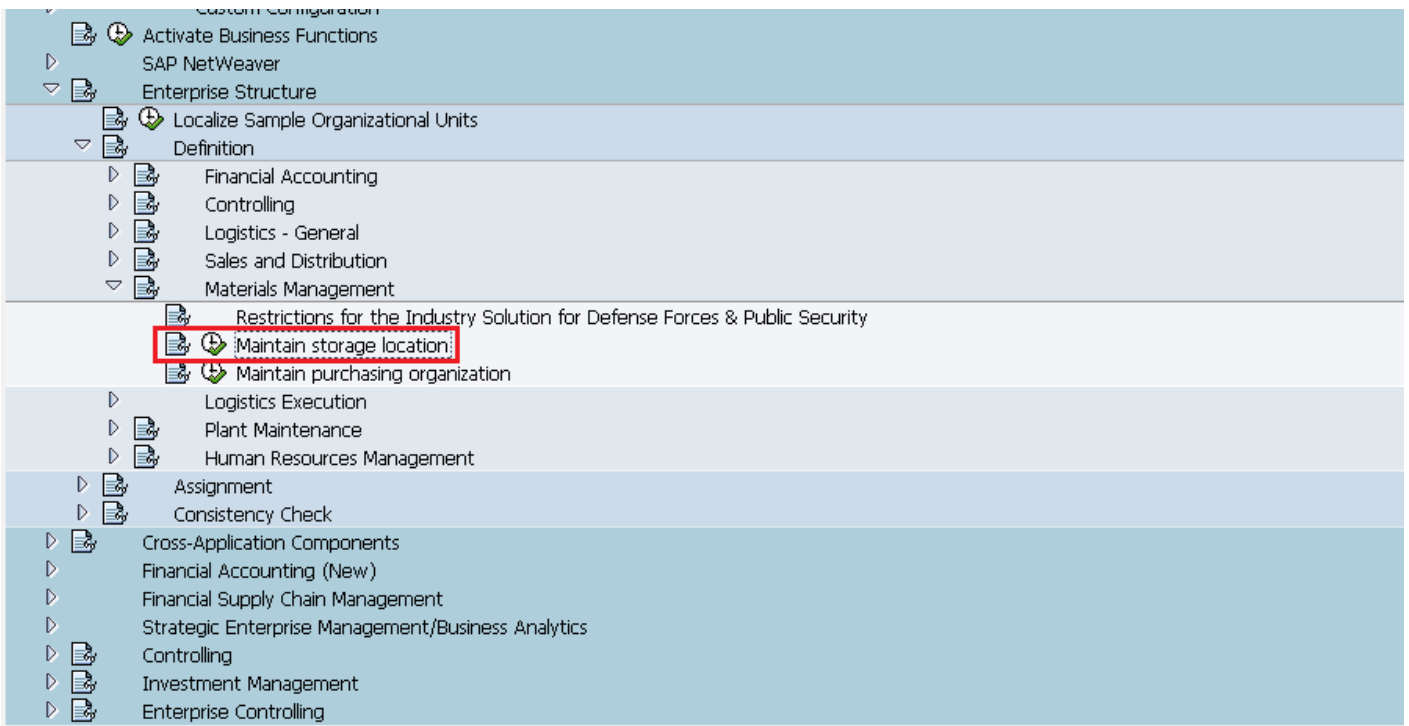 Custom Configuration
Activate Business Functions
SAP NetWeaver
Enterprise Structure
Localize Sample Organizational Units
Definition
Financial Accounting
Controlling
Logistics - General
Sales and Distribution
Materials Management
Restrictions for the Industry Solution for Defense Forces & Public Security
Maintain storage location
Maintain purchasing organization
Logistics Execution
Plant Maintenance
Human Resources Management
Assignment
Consistency Check
Cross-Application Components
Financial Accounting (New)
Financial Supply Chain Management
Strategic Enterprise Management/Business Analytics
Controlling
Investment Management
Enterprise Controlling